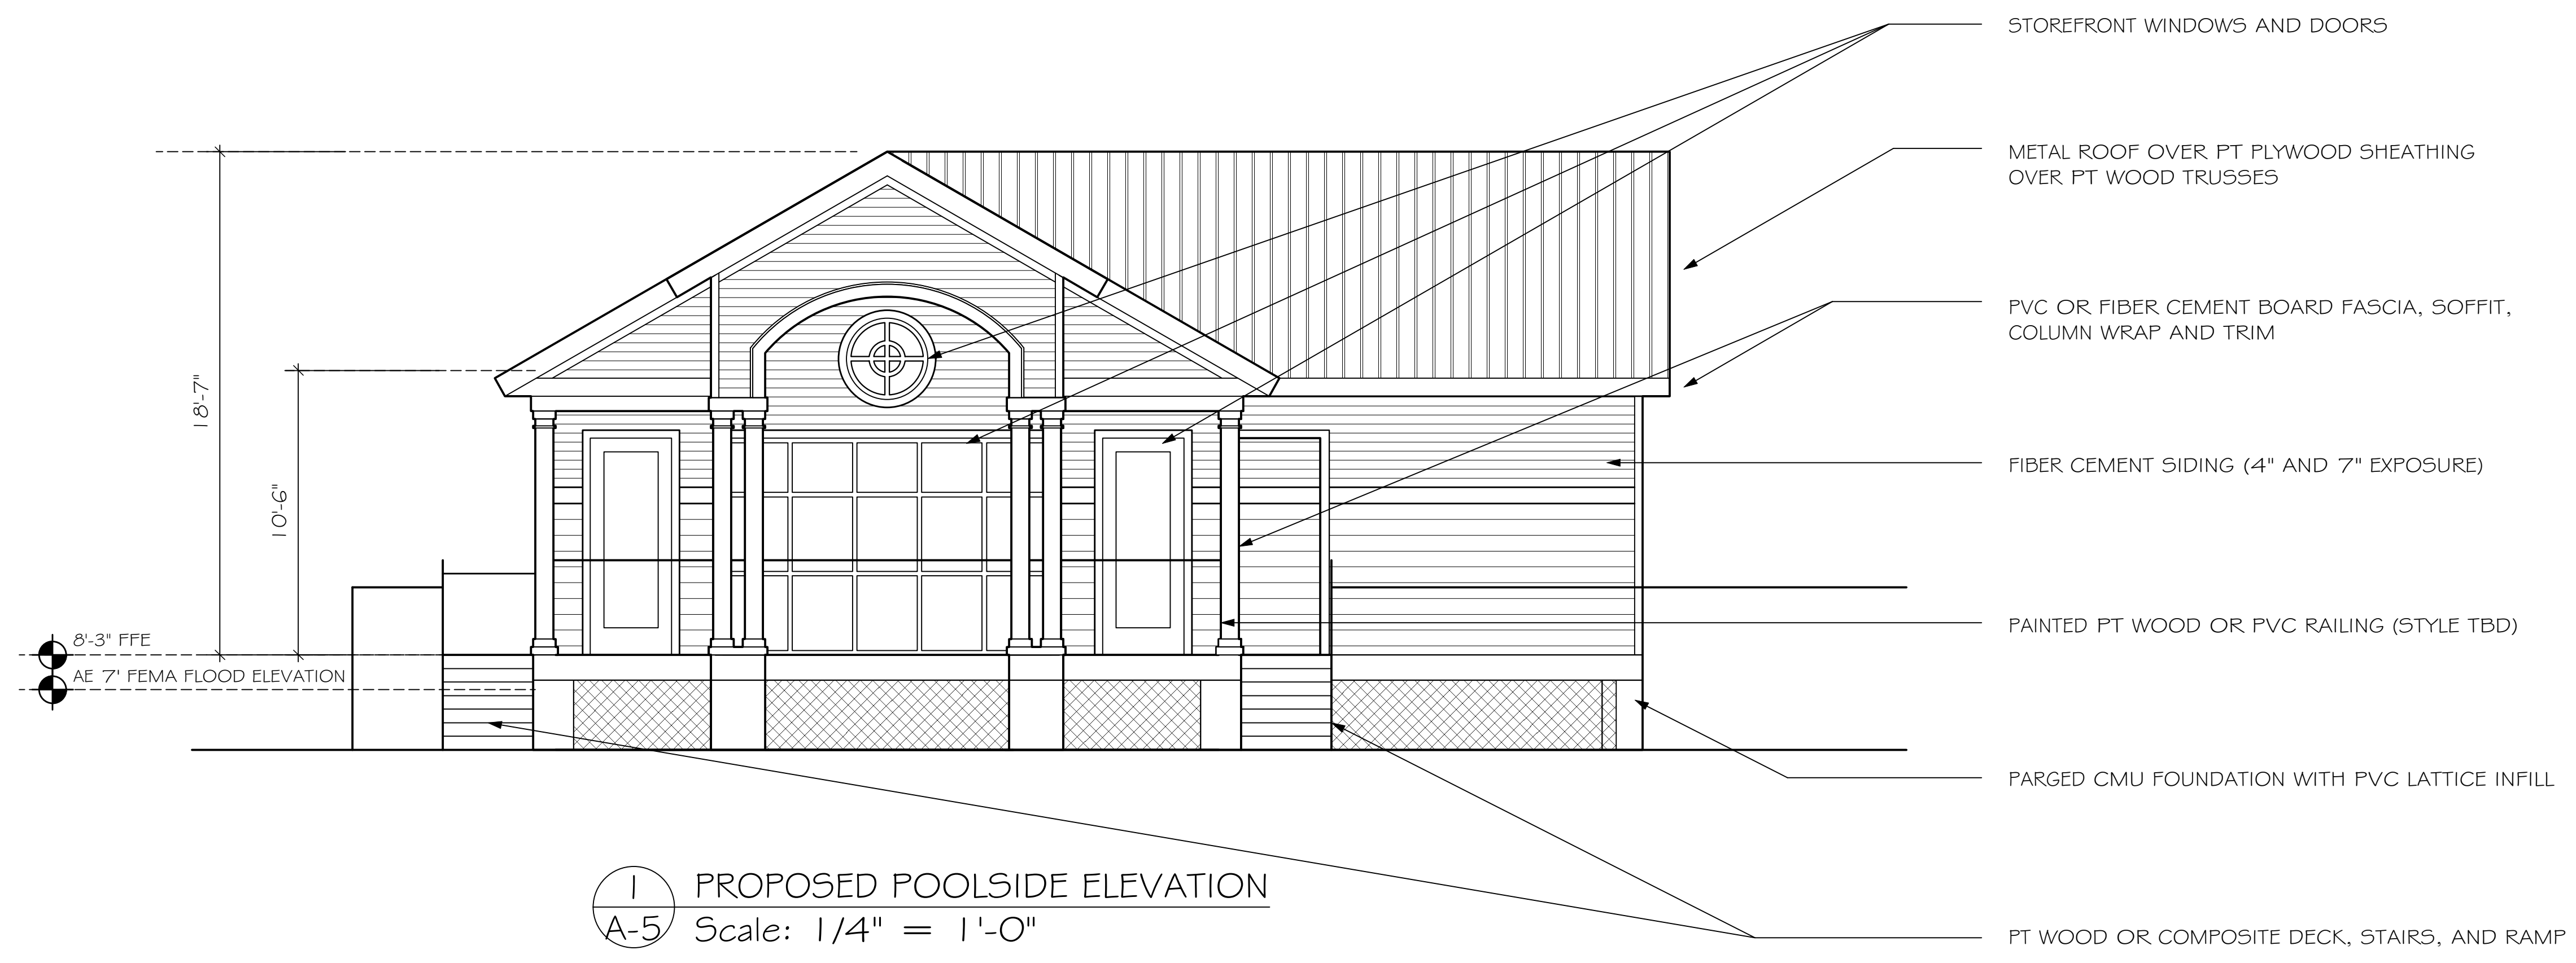 STOREFRONT WINDOWS AND DOORS
METAL ROOF OVER PT PLYWOOD SHEATHING
OVER PT WOOD TRUSSES
PVC OR FIBER CEMENT BOARD FASCIA, SOFFIT,
COLUMN WRAP AND TRIM
18'-7"
10'-6"
FIBER CEMENT SIDING (4" AND 7" EXPOSURE)
8'-3" FFE
AE 7' FEMA FLOOD ELEVATION
PAINTED PT WOOD OR PVC RAILING (STYLE TBD)
PARGED CMU FOUNDATION WITH PVC LATTICE INFILL
PT WOOD OR COMPOSITE DECK, STAIRS, AND RAMP
1 PROPOSED POOLSIDE ELEVATION
A-5 Scale: 1/4" = 1'-0"